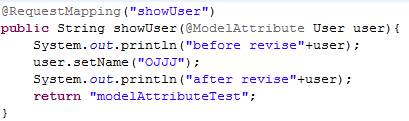 @RequestMapping("showUser")
public String showUser(@ModelAttribute User user){
    System.out.println("before revise"+user);
    user.setName("OJJJ");
    System.out.println("after revise"+user);
    return "modelAttributeTest";
}